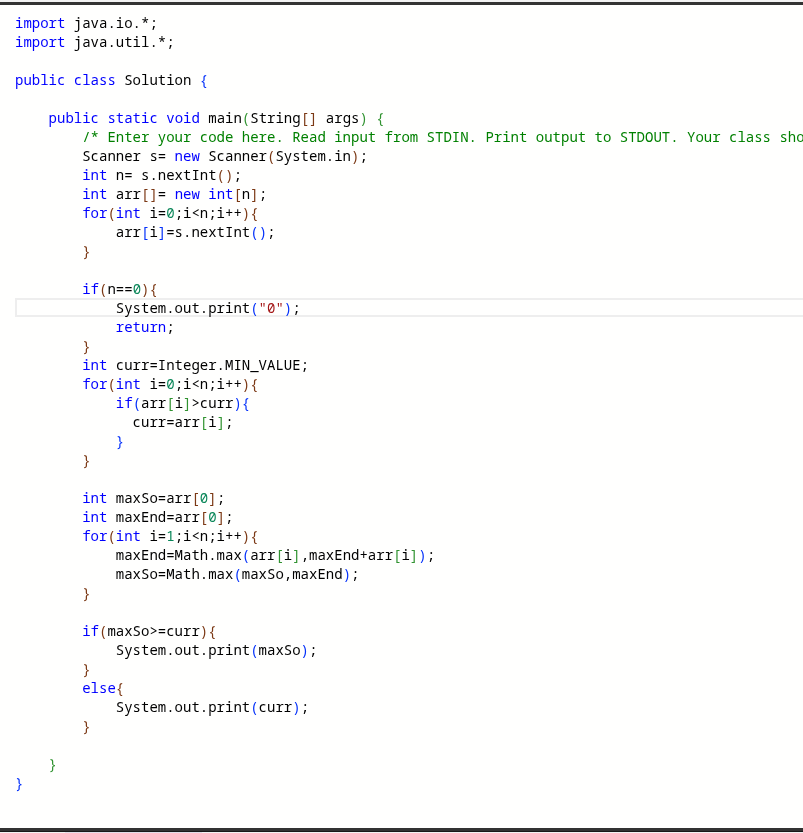 import java.io.*;
import java.util.*;
public class Solution {
public static void main(String[] args) {
/* Enter your code here. Read input from STDIN. Print output to STDOUT. Your class sho
Scanner s= new Scanner(System.in);
int n= s.nextInt();
int arr[]= new int[n];
for(int i=0;i<n;i++){
arr[i]=s.nextInt();
}
if(n==0){
System.out.print("0");
return;
}
int curr=Integer.MIN_VALUE;
for(int i=0;i<n;i++){
if(arr[i]>curr){
curr=arr[i];
}
}
int maxSo=arr[0];
int maxEnd=arr[0];
for(int i=1;i<n;i++){
maxEnd=Math.max(arr[i],maxEnd+arr[i]);
maxSo=Math.max(maxSo,maxEnd);
}
if(maxSo>=curr){
System.out.print(maxSo);
}
else{
System.out.print(curr);
}
}
}